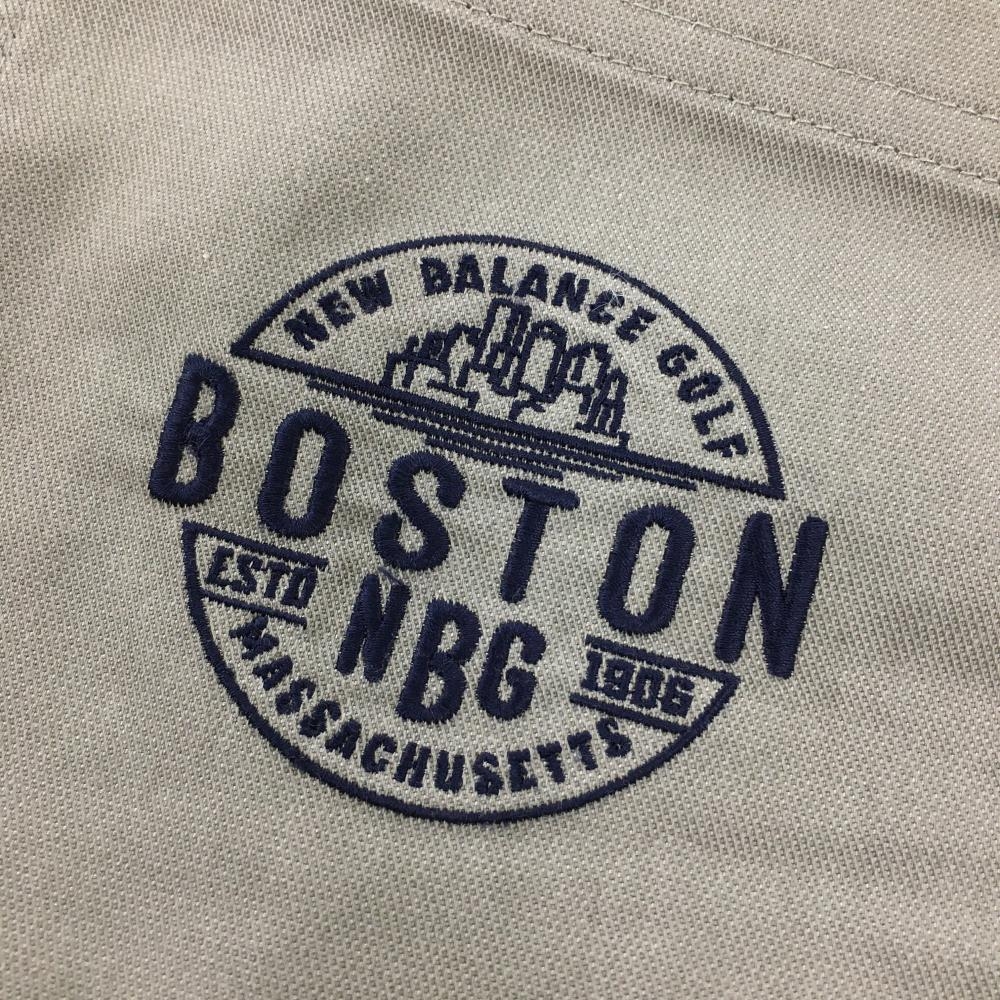 NEW BALANCE GOLF
BOSTON
ESTD
NBG
1906
MASSACHUSETTS